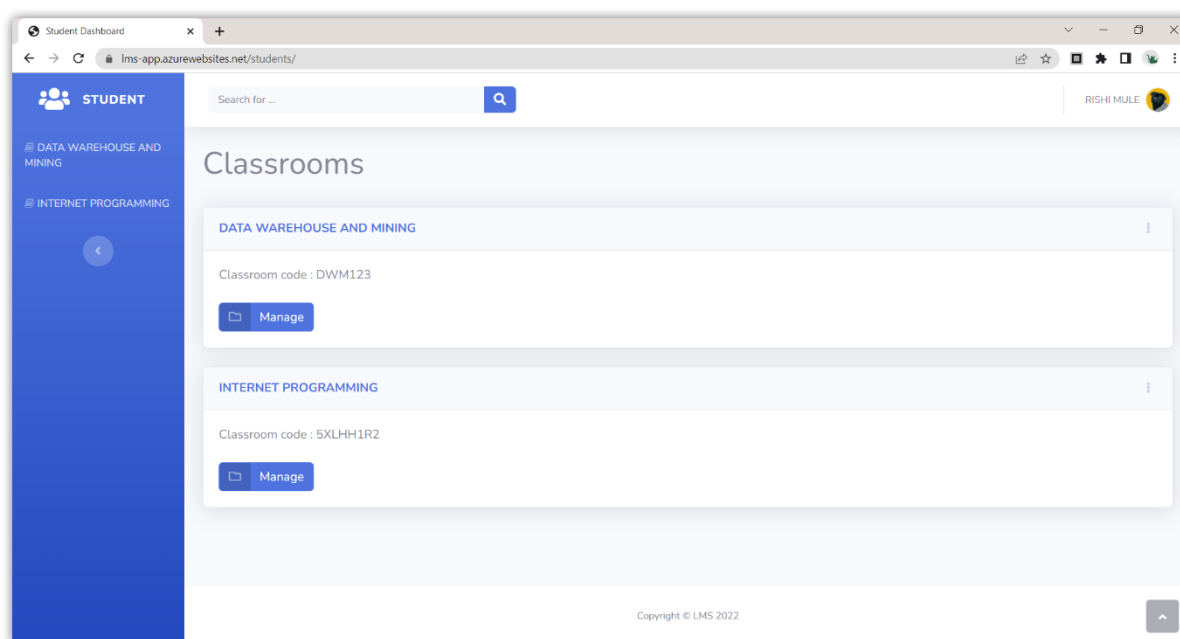 Student Dashboard
lms-app.azurewebsites.net/students/
STUDENT
Search for ...
RISHI MULE
DATA WAREHOUSE AND
MINING
INTERNET PROGRAMMING
Classrooms
DATA WAREHOUSE AND MINING
Classroom code : DWM123
Manage
INTERNET PROGRAMMING
Classroom code : 5XLHH1R2
Manage
Copyright © LMS 2022